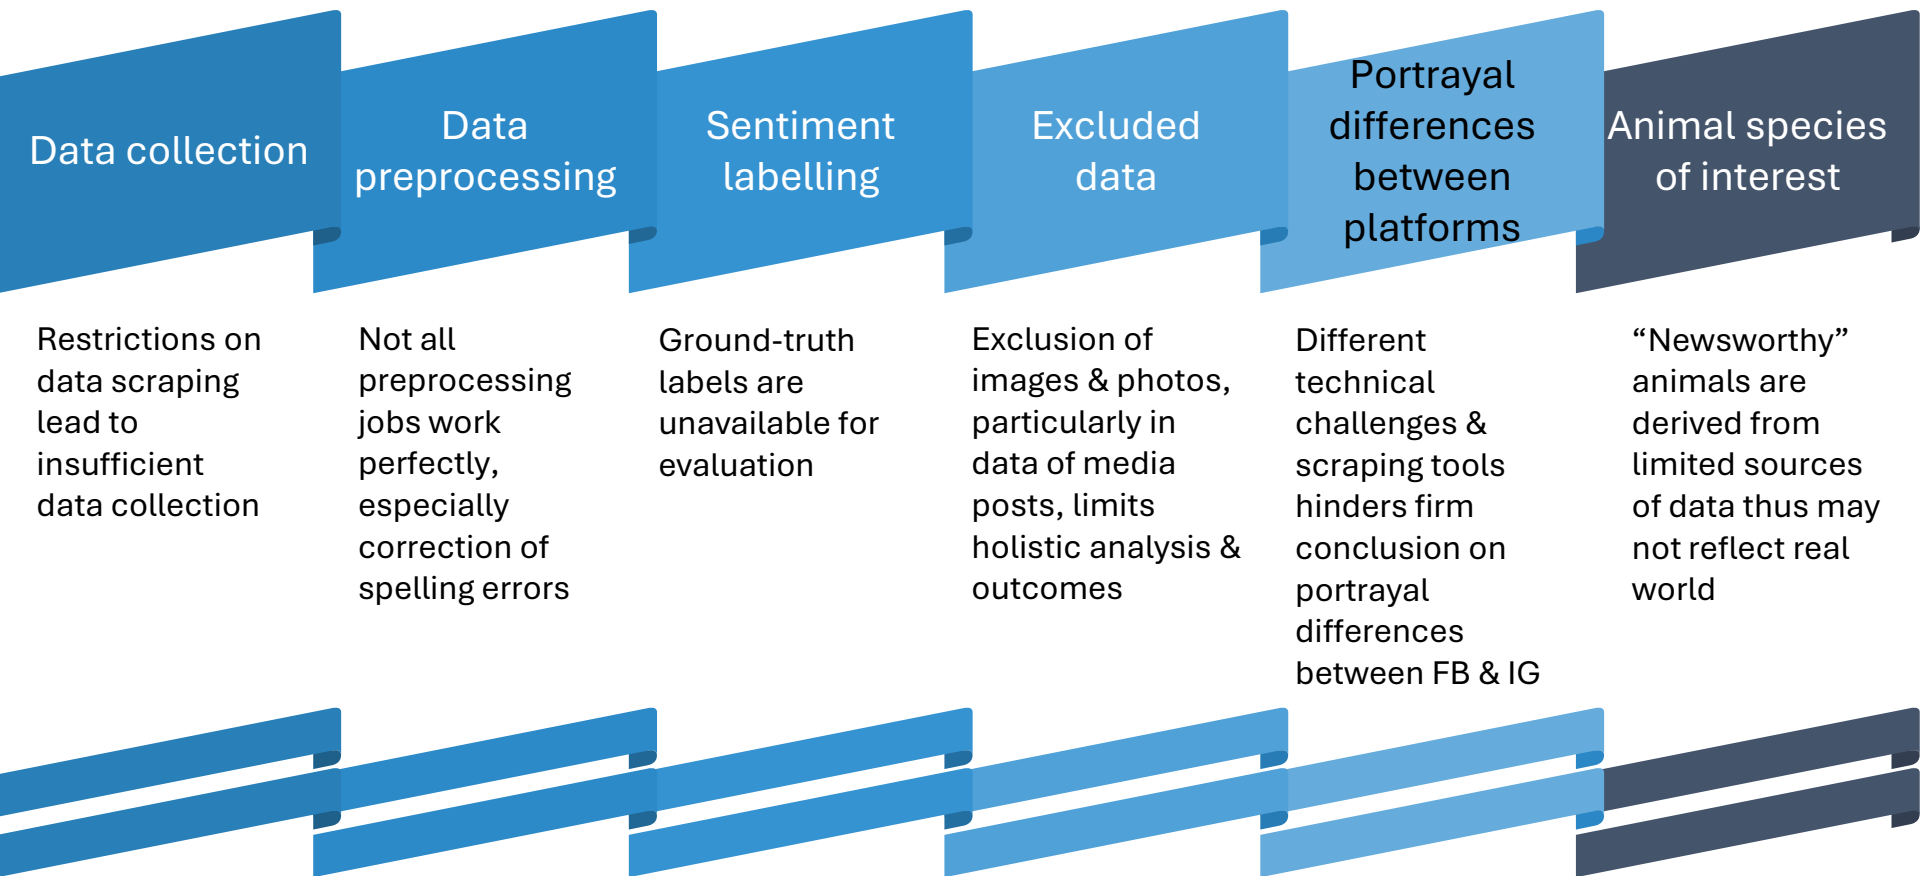 Data collection
Data
preprocessing
Sentiment
labelling
Excluded
data
Portrayal
differences
between
platforms
Animal species
of interest
Restrictions on
data scraping
lead to
insufficient
data collection
Not all
preprocessing
jobs work
perfectly,
especially
correction of
spelling errors
Ground-truth
labels are
unavailable for
evaluation
Exclusion of
images & photos,
particularly in
data of media
posts, limits
holistic analysis &
outcomes
Different
technical
challenges &
scraping tools
hinders firm
conclusion on
portrayal
differences
between FB & IG
“Newsworthy”
animals are
derived from
limited sources
of data thus may
not reflect real
world